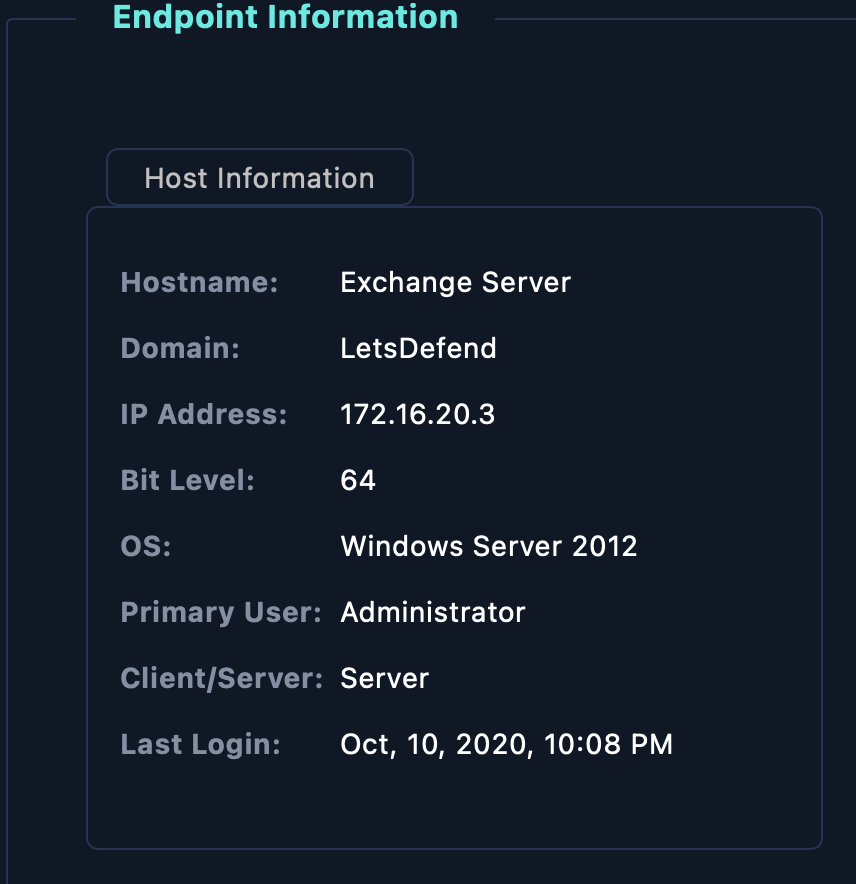 Endpoint Information
Host Information
Hostname: Exchange Server
Domain: LetsDefend
IP Address: 172.16.20.3
Bit Level: 64
OS: Windows Server 2012
Primary User: Administrator
Client/Server: Server
Last Login: Oct, 10, 2020, 10:08 PM